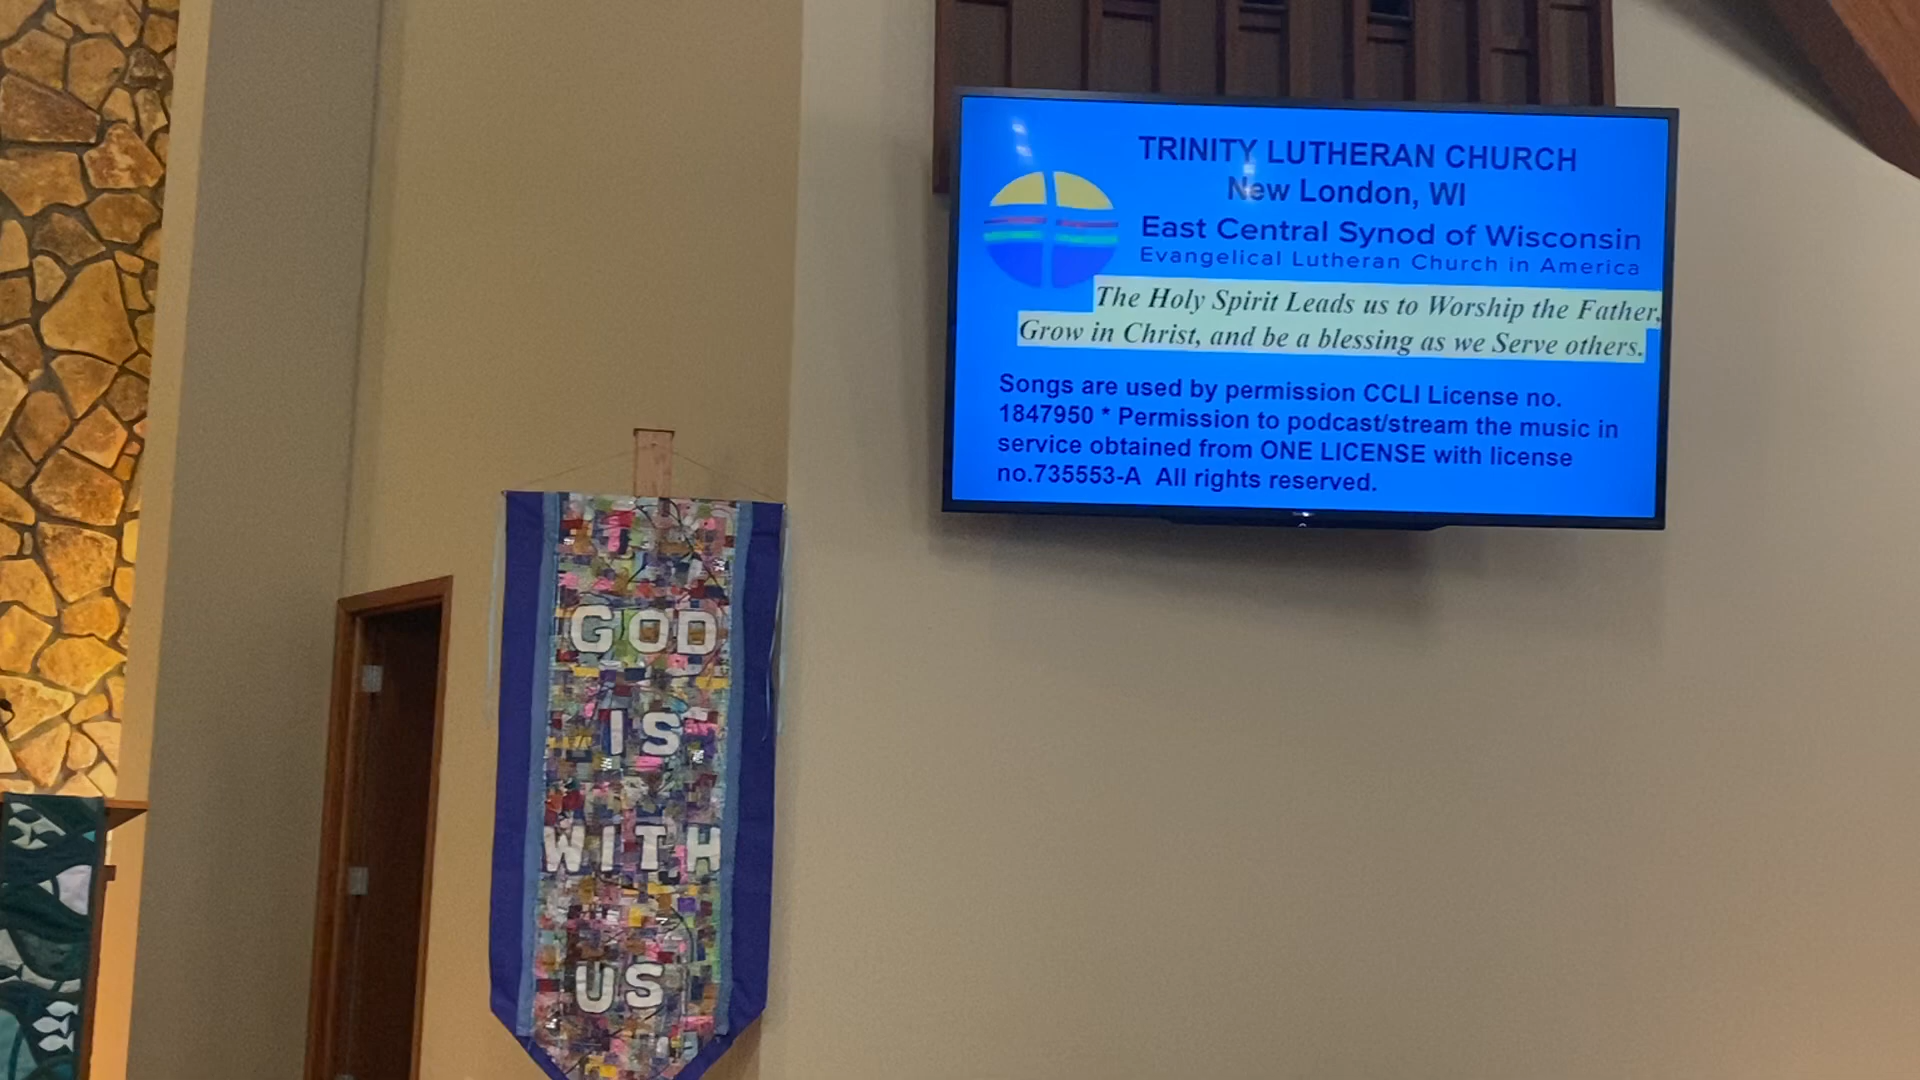 TRINITY LUTHERAN CHURCH
New London, WI
East Central Synod of Wisconsin
Evangelical Lutheran Church in America
The Holy Spirit Leads us to Worship the Father,
Grow in Christ, and be a blessing as we Serve others.
Songs are used by permission CCLI License no.
1847950 * Permission to podcast/stream the music in
service obtained from ONE LICENSE with license
no.735553-A All rights reserved.
GOD
IS
WITH
US